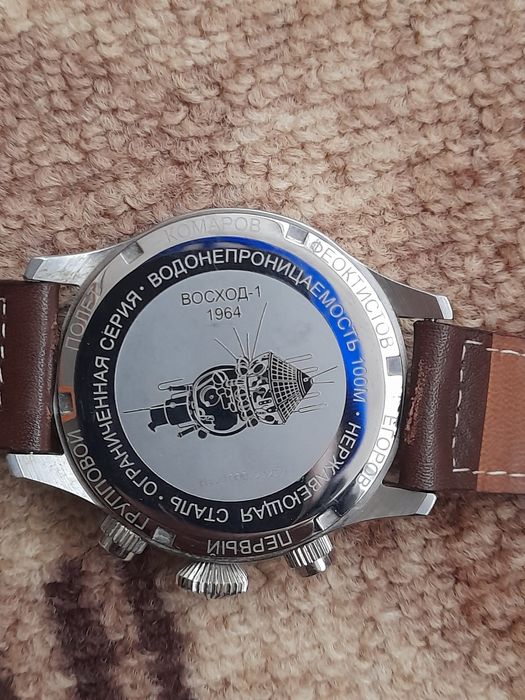 ПЕРВЫЙ ГРУППОВОЙ ПОЛЕТ КОМАРОВ ФЕОКТИСТОВ ЕГОРОВ
ВОДОНЕПРОНИЦАЕМОСТЬ 100М · НЕРЖАВЕЮЩАЯ СТАЛЬ · ОГРАНИЧЕННАЯ СЕРИЯ ·
ВОСХОД-1
1964